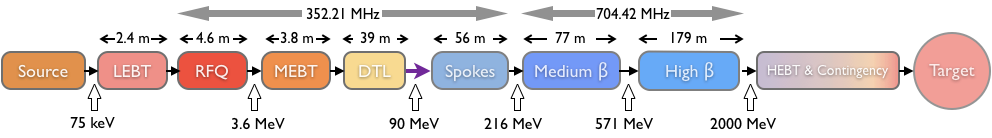 352.21 MHz 704.42 MHz
2.4 m 4.6 m 3.8 m 39 m 56 m 77 m 179 m
Source LEBT RFQ MEBT DTL Spokes Medium β High β HEBT & Contingency Target
75 keV 3.6 MeV 90 MeV 216 MeV 571 MeV 2000 MeV